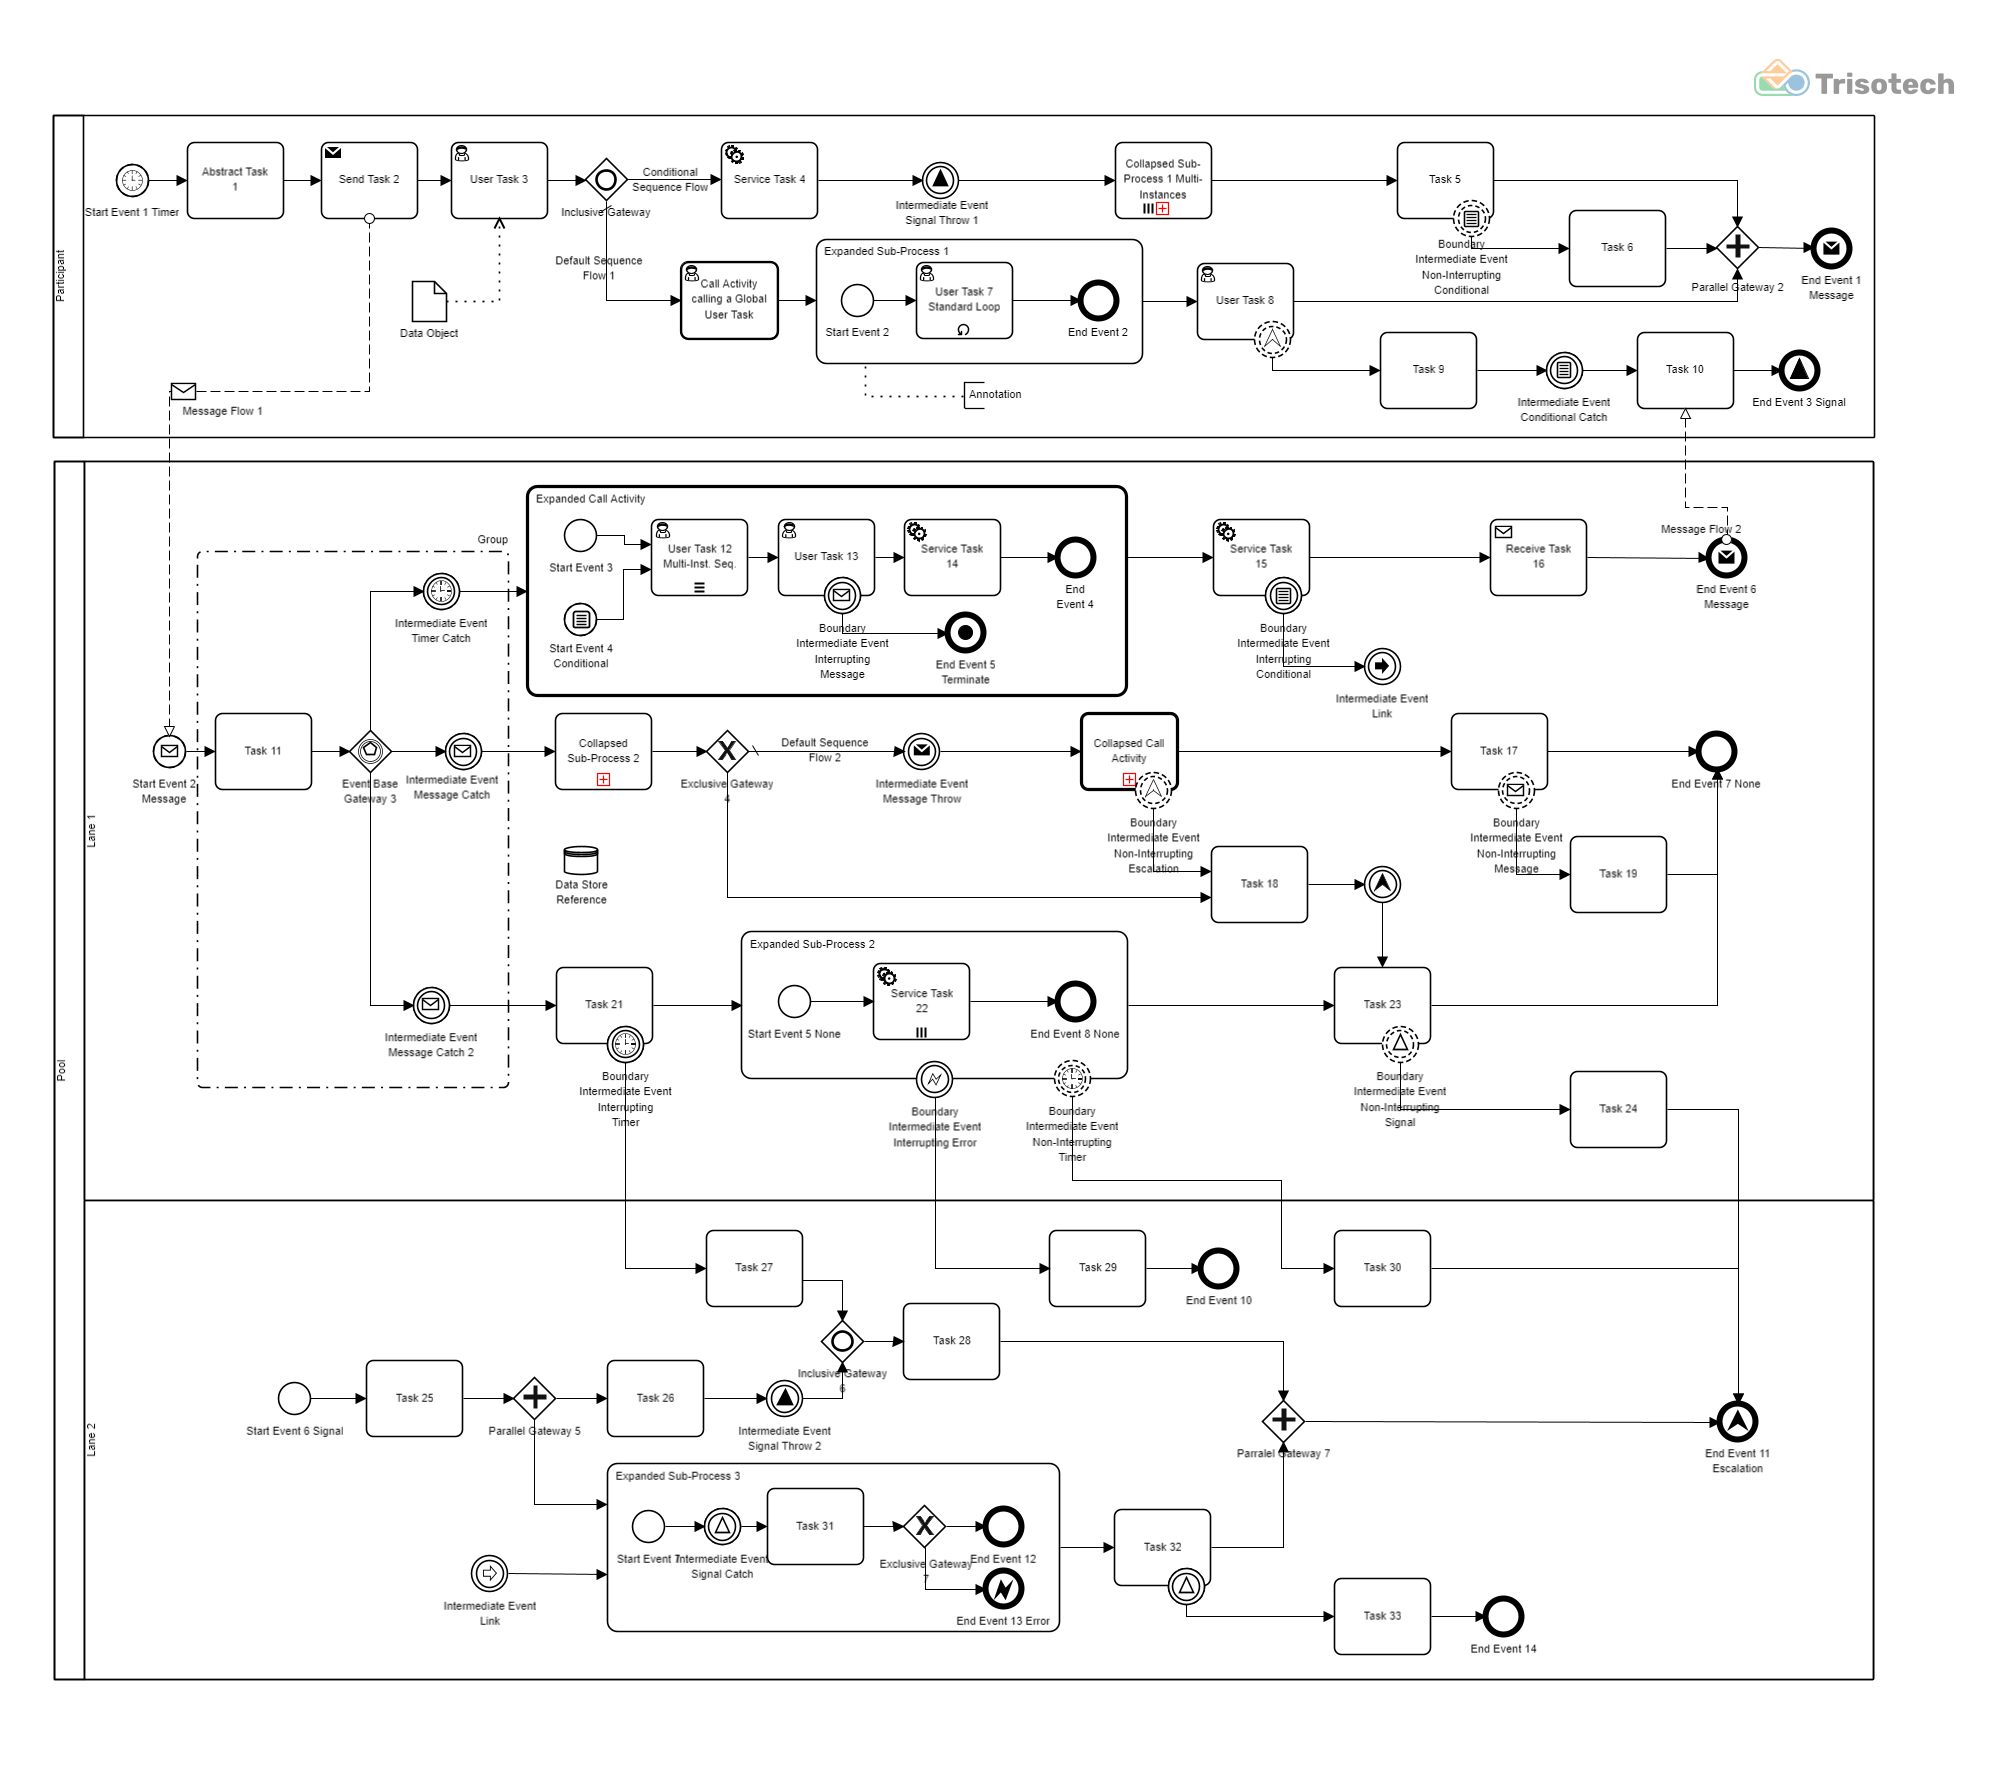 Trisotech
Participant
Abstract Task
1
Send Task 2
User Task 3
Conditional
Sequence Flow
Service Task 4
Collapsed Sub-
Process 1 Multi-
Instances
Task 5
Start Event 1 Timer
Inclusive Gateway
Intermediate Event
Signal Throw 1
Boundary
Intermediate Event
Non-Interrupting
Conditional
Task 6
Parallel Gateway 2
End Event 1
Message
Default Sequence
Flow 1
Call Activity
calling a Global
User Task
Expanded Sub-Process 1
Start Event 2
User Task 7
Standard Loop
End Event 2
User Task 8
Data Object
Task 9
Intermediate Event
Conditional Catch
Task 10
End Event 3 Signal
Annotation
Message Flow 1
Pool
Lane 1
Group
Expanded Call Activity
Start Event 3
User Task 12
Multi-Inst. Seq.
User Task 13
Service Task
14
End
Event 4
Start Event 4
Conditional
Boundary
Intermediate Event
Interrupting
Message
End Event 5
Terminate
Service Task
15
Boundary
Intermediate Event
Interrupting
Conditional
Intermediate Event
Link
Receive Task
16
Message Flow 2
End Event 6
Message
Intermediate Event
Timer Catch
Start Event 2
Message
Task 11
Event Base
Gateway 3
Intermediate Event
Message Catch
Collapsed
Sub-Process 2
Exclusive Gateway
4
Default Sequence
Flow 2
Intermediate Event
Message Throw
Collapsed Call
Activity
Boundary
Intermediate Event
Non-Interrupting
Escalation
Task 17
Boundary
Intermediate Event
Non-Interrupting
Message
End Event 7 None
Task 18
Task 19
Data Store
Reference
Intermediate Event
Message Catch 2
Task 21
Boundary
Intermediate Event
Interrupting
Timer
Expanded Sub-Process 2
Start Event 5 None
Service Task
22
End Event 8 None
Boundary
Intermediate Event
Interrupting Error
Boundary
Intermediate Event
Non-Interrupting
Timer
Task 23
Boundary
Intermediate Event
Non-Interrupting
Signal
Task 24
Lane 2
Task 27
Task 29
End Event 10
Task 30
Inclusive Gateway
6
Task 28
Start Event 6 Signal
Task 25
Parallel Gateway 5
Task 26
Intermediate Event
Signal Throw 2
Parralel Gateway 7
End Event 11
Escalation
Expanded Sub-Process 3
Start Event 7
Intermediate Event
Signal Catch
Task 31
Exclusive Gateway
7
End Event 12
End Event 13 Error
Intermediate Event
Link
Task 32
Task 33
End Event 14